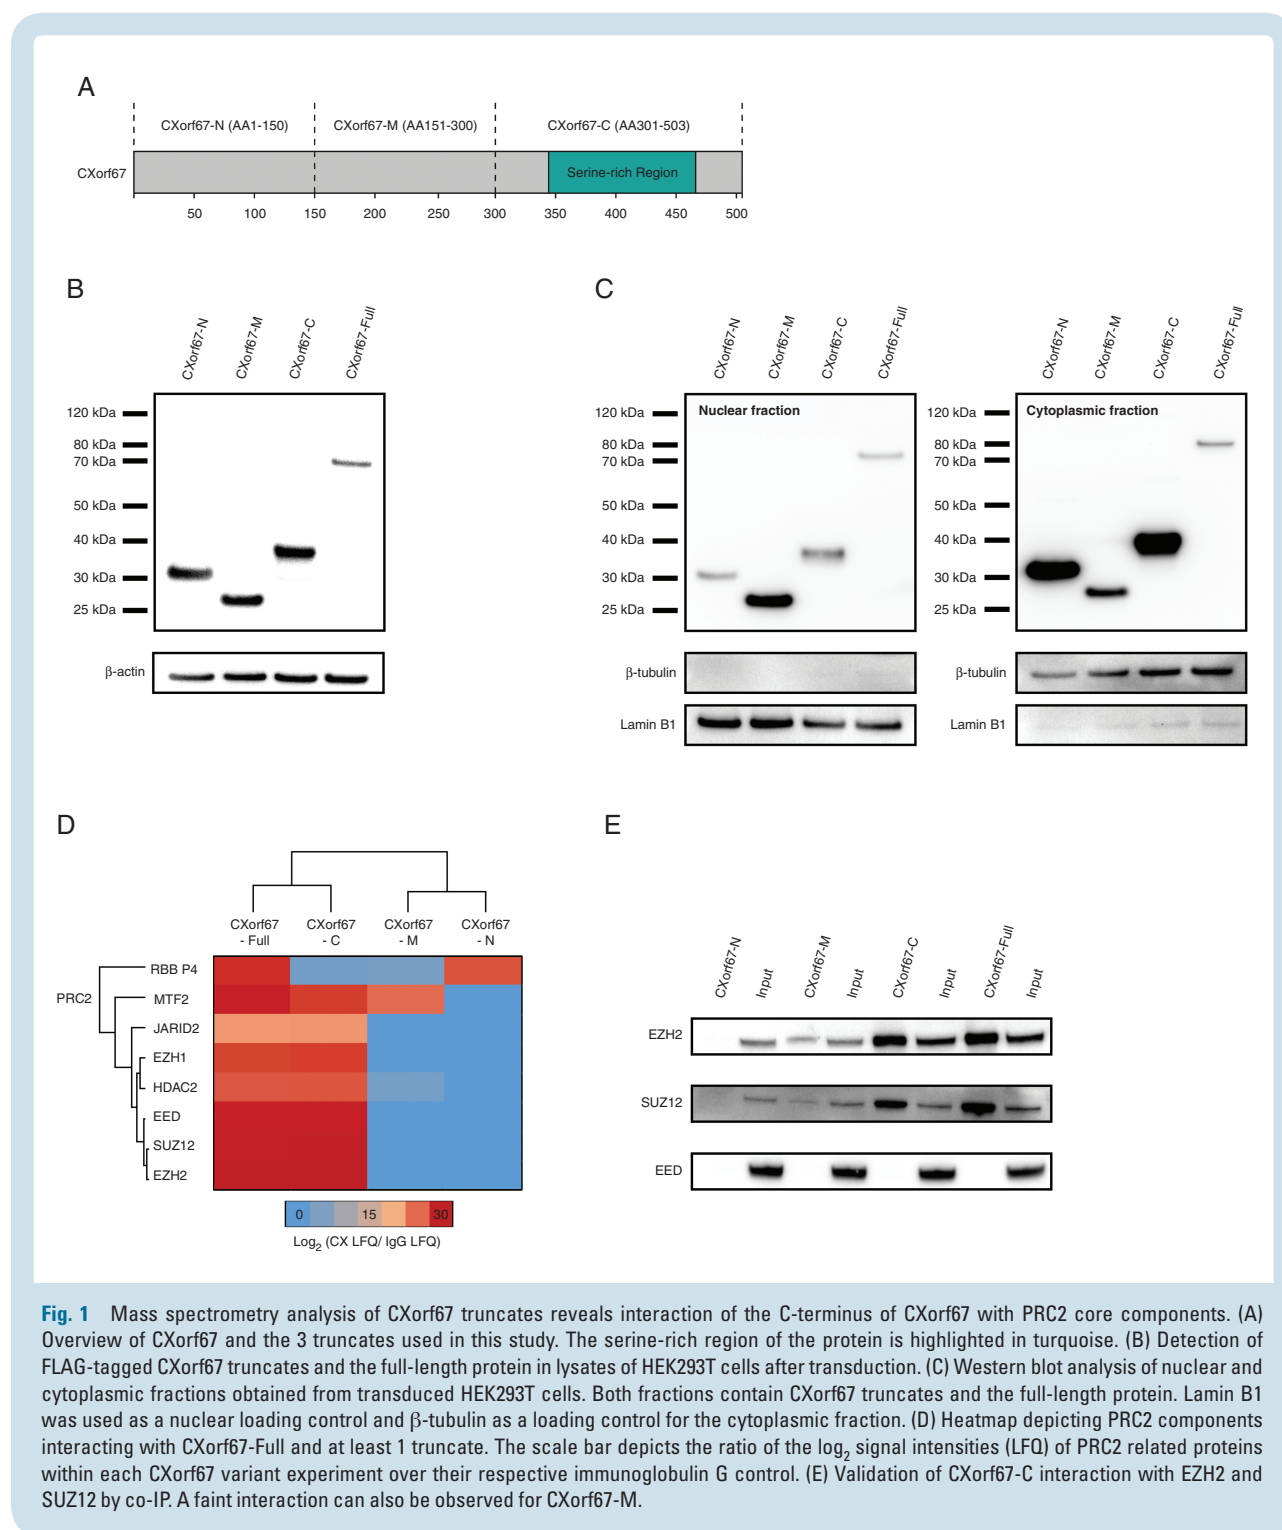 A
CXorf67-N (AA1-150) CXorf67-M (AA151-300) CXorf67-C (AA301-503)
CXorf67 Serine-rich Region
50 100 150 200 250 300 350 400 450 500
B
CXorf67-N CXorf67-M CXorf67-C CXorf67-Full
120 kDa
80 kDa
70 kDa
50 kDa
40 kDa
30 kDa
25 kDa
β-actin
C
CXorf67-N CXorf67-M CXorf67-C CXorf67-Full
Nuclear fraction
120 kDa
80 kDa
70 kDa
50 kDa
40 kDa
30 kDa
25 kDa
β-tubulin
Lamin B1
CXorf67-N CXorf67-M CXorf67-C CXorf67-Full
Cytoplasmic fraction
120 kDa
80 kDa
70 kDa
50 kDa
40 kDa
30 kDa
25 kDa
β-tubulin
Lamin B1
D
CXorf67 CXorf67 CXorf67 CXorf67
- Full - C - M - N
PRC2
RBB P4
MTF2
JARID2
EZH1
HDAC2
EED
SUZ12
EZH2
0 15 30
Log2 (CX LFQ/ IgG LFQ)
E
CXorf67-N Input CXorf67-M Input CXorf67-C Input CXorf67-Full Input
EZH2
SUZ12
EED
Fig. 1 Mass spectrometry analysis of CXorf67 truncates reveals interaction of the C-terminus of CXorf67 with PRC2 core components. (A)
Overview of CXorf67 and the 3 truncates used in this study. The serine-rich region of the protein is highlighted in turquoise. (B) Detection of
FLAG-tagged CXorf67 truncates and the full-length protein in lysates of HEK293T cells after transduction. (C) Western blot analysis of nuclear and
cytoplasmic fractions obtained from transduced HEK293T cells. Both fractions contain CXorf67 truncates and the full-length protein. Lamin B1
was used as a nuclear loading control and β-tubulin as a loading control for the cytoplasmic fraction. (D) Heatmap depicting PRC2 components
interacting with CXorf67-Full and at least 1 truncate. The scale bar depicts the ratio of the log2 signal intensities (LFQ) of PRC2 related proteins
within each CXorf67 variant experiment over their respective immunoglobulin G control. (E) Validation of CXorf67-C interaction with EZH2 and
SUZ12 by co-IP. A faint interaction can also be observed for CXorf67-M.